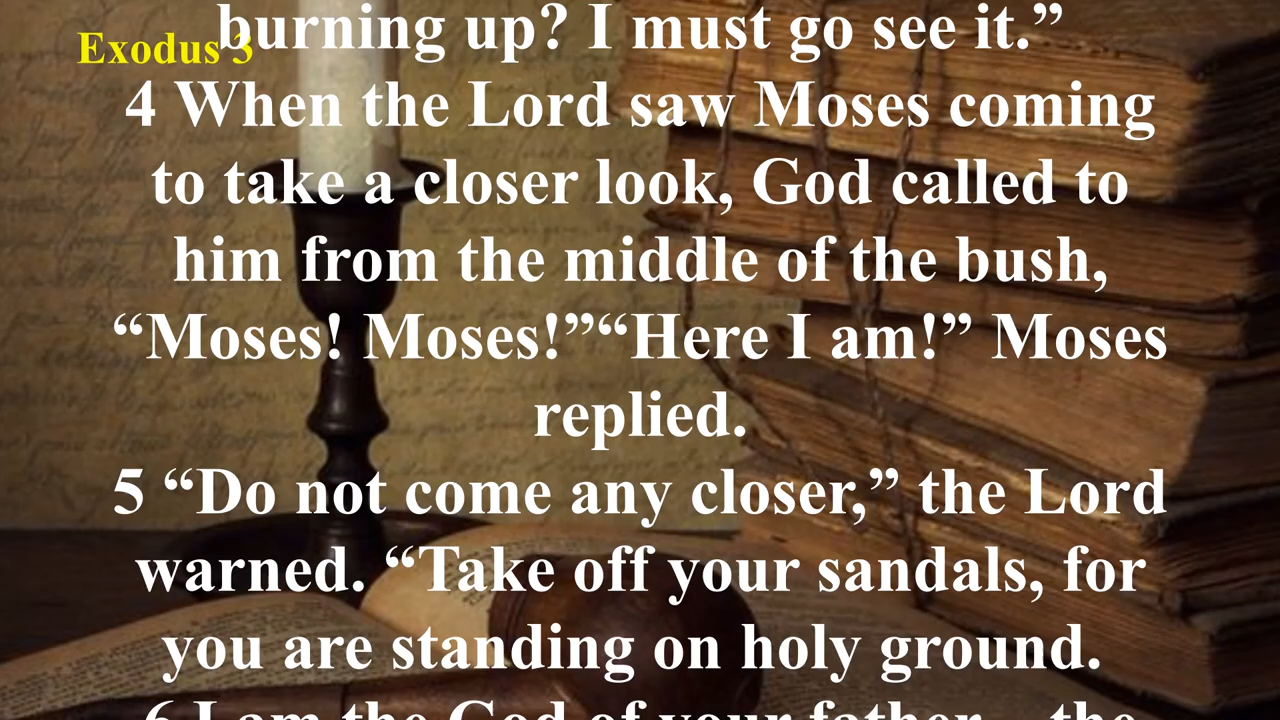 burning up? I must go see it.”
Exodus 3
4 When the Lord saw Moses coming
to take a closer look, God called to
him from the middle of the bush,
“Moses! Moses!”“Here I am!” Moses
replied.
5 “Do not come any closer,” the Lord
warned. “Take off your sandals, for
you are standing on holy ground.
6 I am the God of your father—the